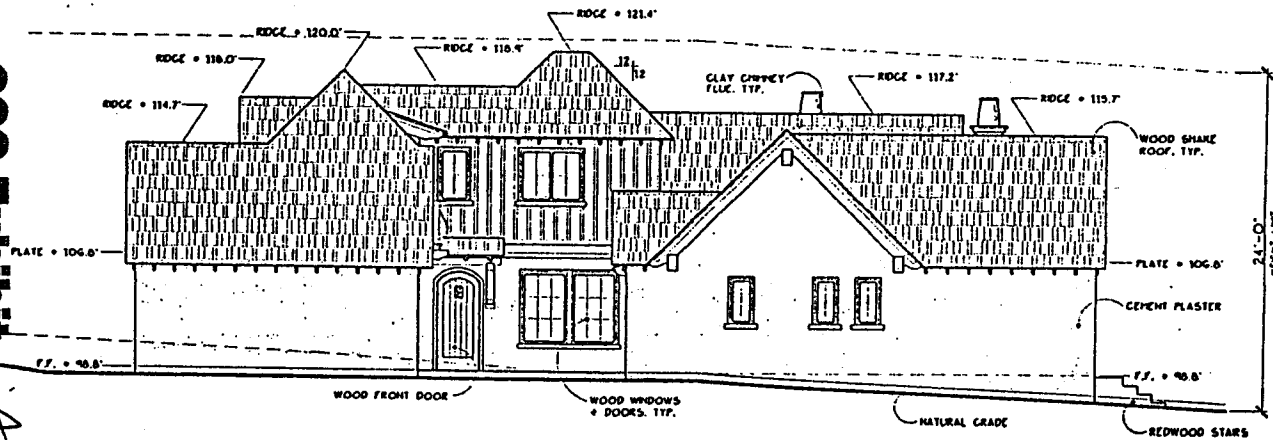 RIDGE = 121.4'
RIDGE = 120.0'
RIDGE = 118.9'
RIDGE = 118.0'
12
12
CLAY CHIMNEY
FLUE, TYP.
RIDGE = 117.2'
RIDGE = 114.7'
RIDGE = 115.7'
WOOD SHAKE
ROOF, TYP.
PLATE = 106.8'
PLATE = 106.8'
24'-0"
CEMENT PLASTER
F.F. = 98.8'
F.F. = 98.8'
WOOD FRONT DOOR
WOOD WINDOWS
& DOORS, TYP.
NATURAL GRADE
REDWOOD STAIRS